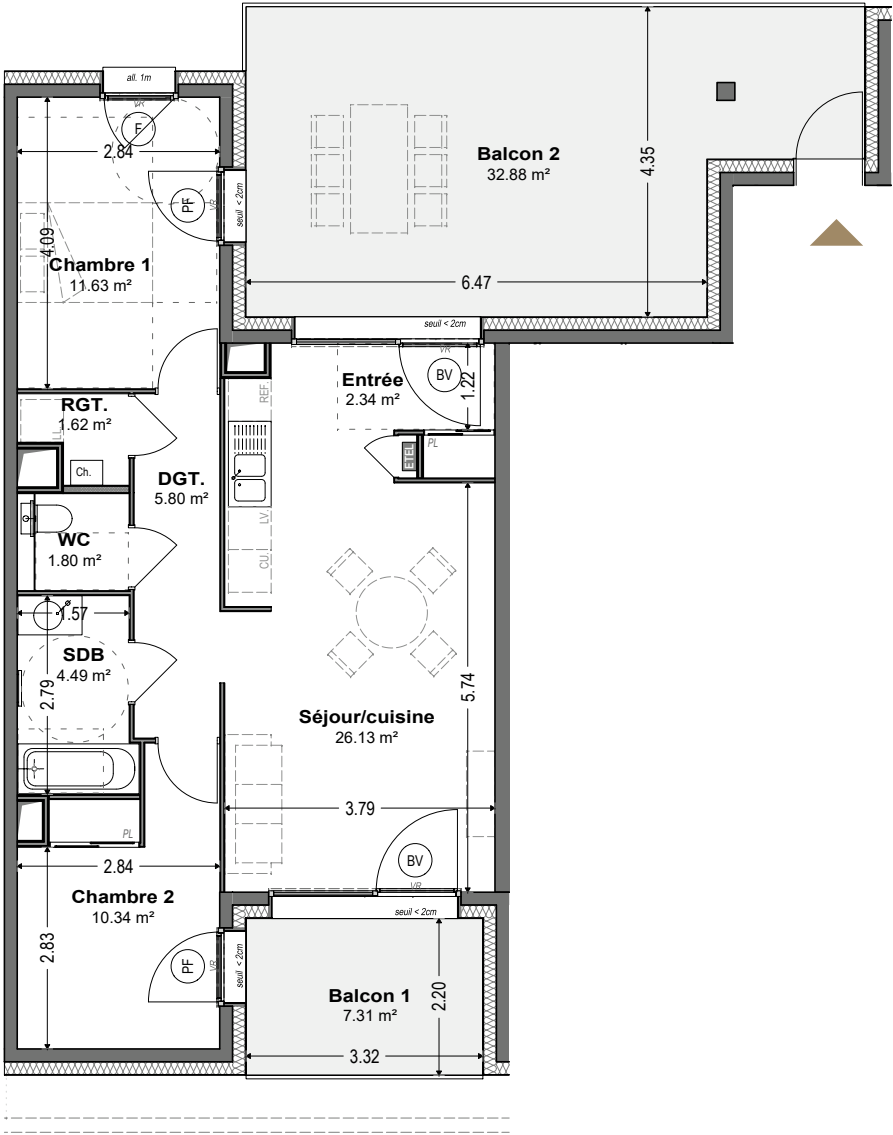 all. 1m
VR
F
2.84
PF
VR
seuil < 2cm
4.09
Chambre 1
11.63 m²
Balcon 2
32.88 m²
4.35
6.47
seuil < 2cm
VR
BV
1.22
Entrée
2.34 m²
REF.
RGT.
1.62 m²
LL
Ch.
ETEL
PL
DGT.
5.80 m²
WC
1.80 m²
LV.
CU.
1.57
SDB
4.49 m²
2.79
5.74
Séjour/cuisine
26.13 m²
3.79
PL
2.84
BV
VR
Chambre 2
10.34 m²
seuil < 2cm
2.83
PF
VR
seuil < 2cm
Balcon 1
7.31 m²
2.20
3.32